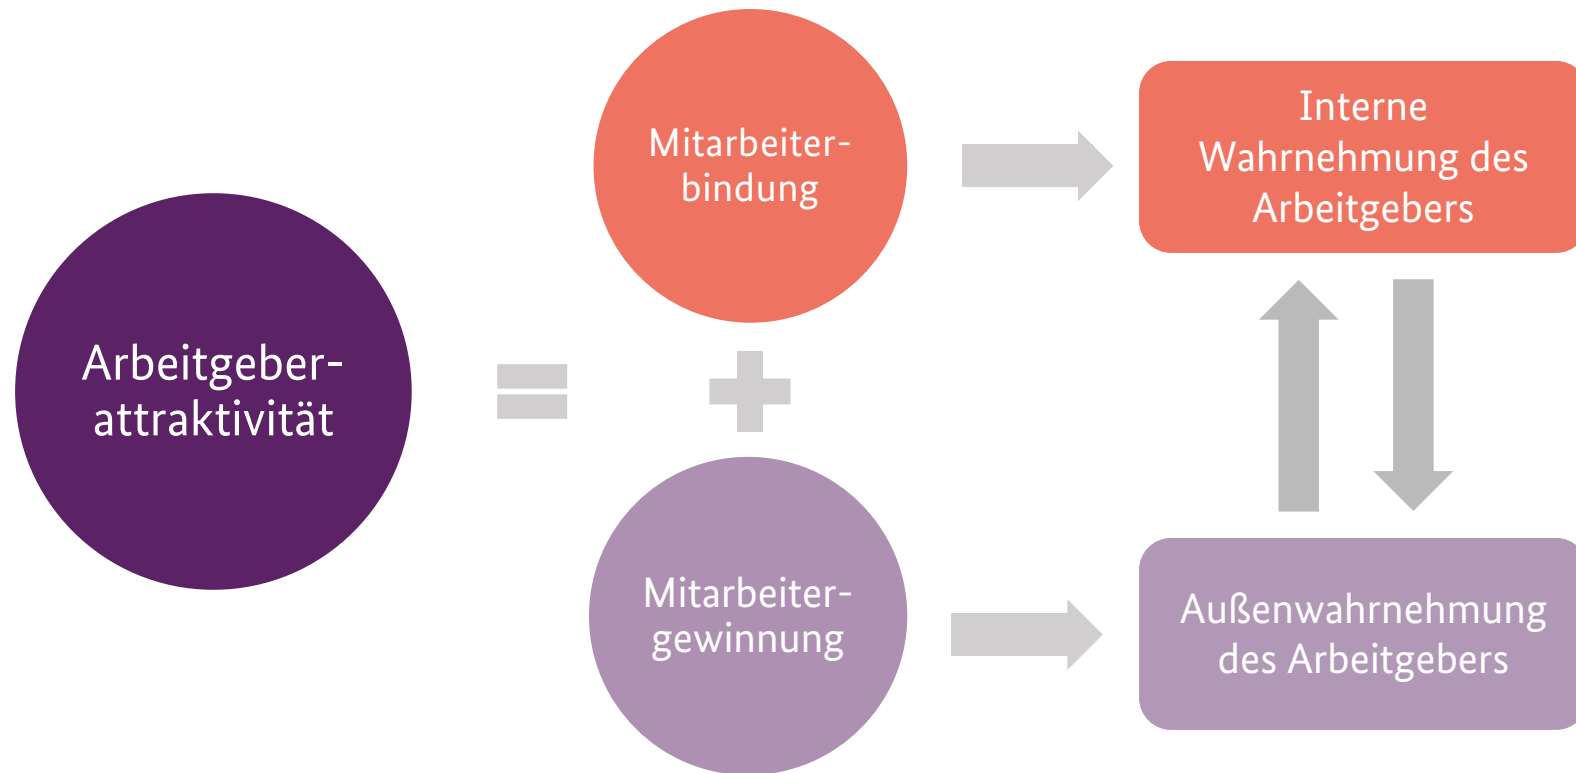 Arbeitgeber-
attraktivität
Mitarbeiter-
bindung
Mitarbeiter-
gewinnung
Interne
Wahrnehmung des
Arbeitgebers
Außenwahrnehmung
des Arbeitgebers